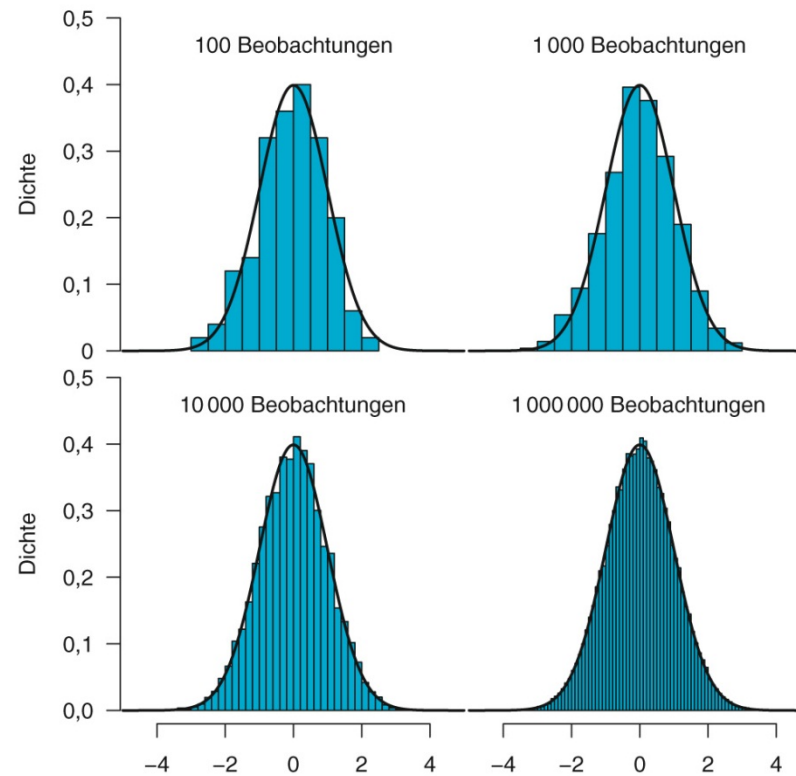 0,5
100 Beobachtungen
1 000 Beobachtungen
0,4
0,3
Dichte
0,2
0,1
0
0,5
10 000 Beobachtungen
1 000 000 Beobachtungen
0,4
0,3
Dichte
0,2
0,1
0,0
−4 −2 0 2 4
−4 −2 0 2 4